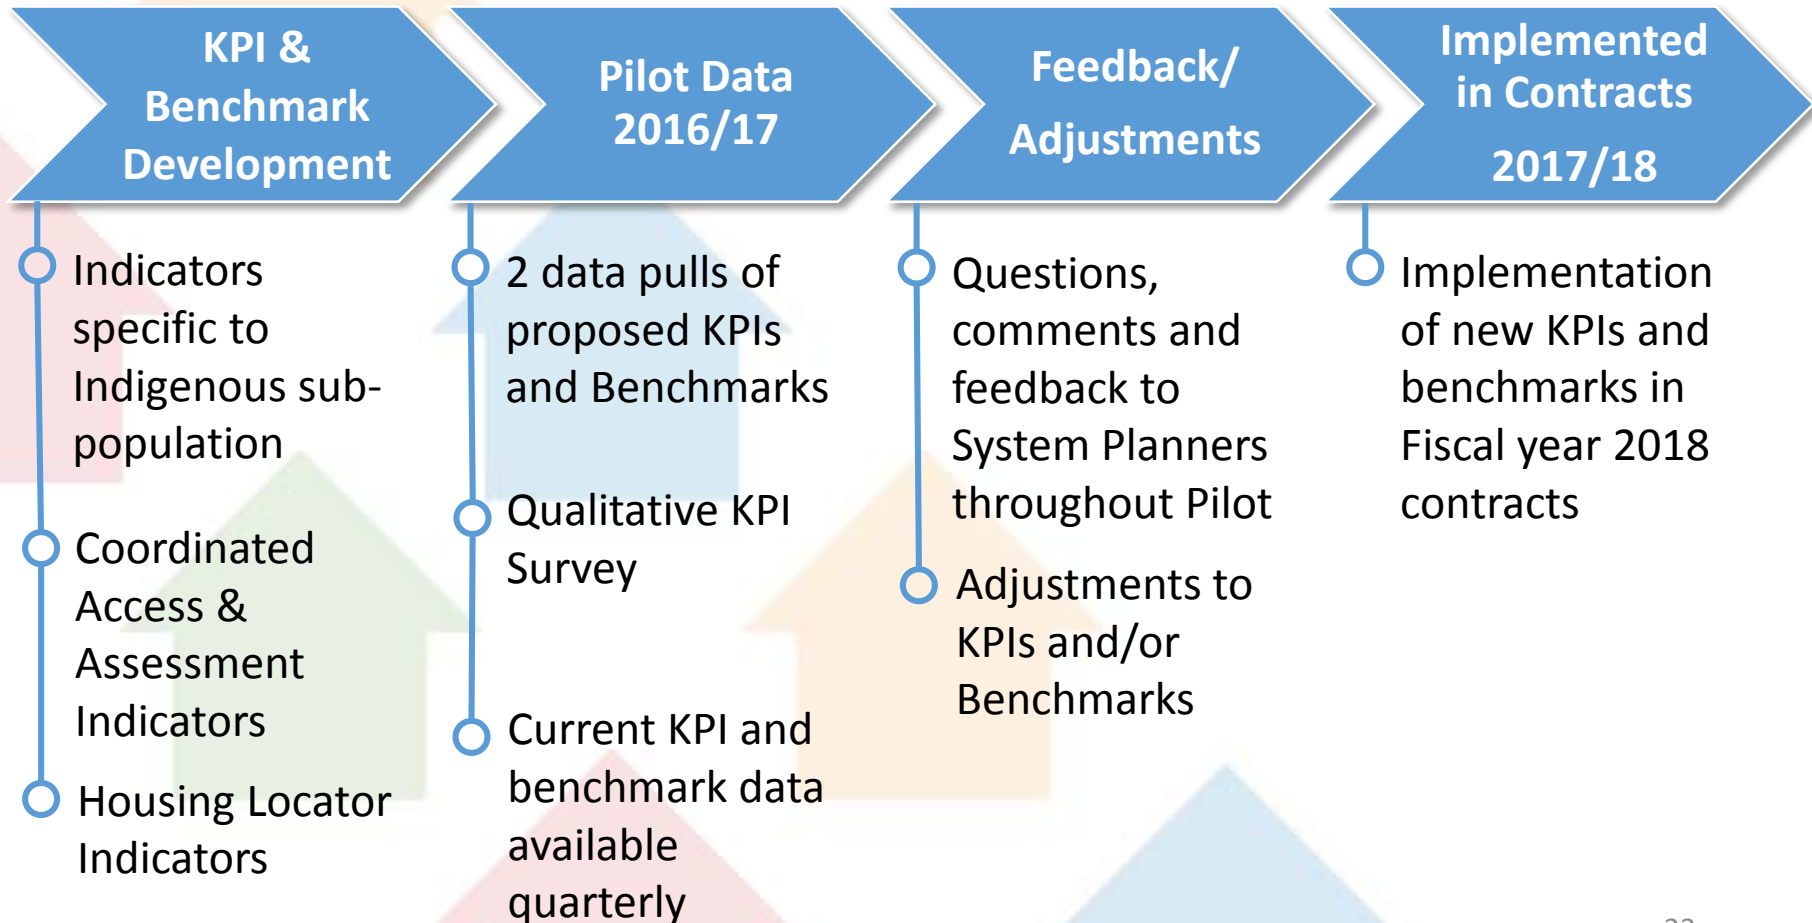 KPI &
Benchmark
Development
Indicators
specific to
Indigenous sub-
population
Coordinated
Access &
Assessment
Indicators
Housing Locator
Indicators
Pilot Data
2016/17
2 data pulls of
proposed KPIs
and Benchmarks
Qualitative KPI
Survey
Current KPI and
benchmark data
available
quarterly
Feedback/
Adjustments
Questions,
comments and
feedback to
System Planners
throughout Pilot
Adjustments to
KPIs and/or
Benchmarks
Implemented
in Contracts
2017/18
Implementation
of new KPIs and
benchmarks in
Fiscal year 2018
contracts